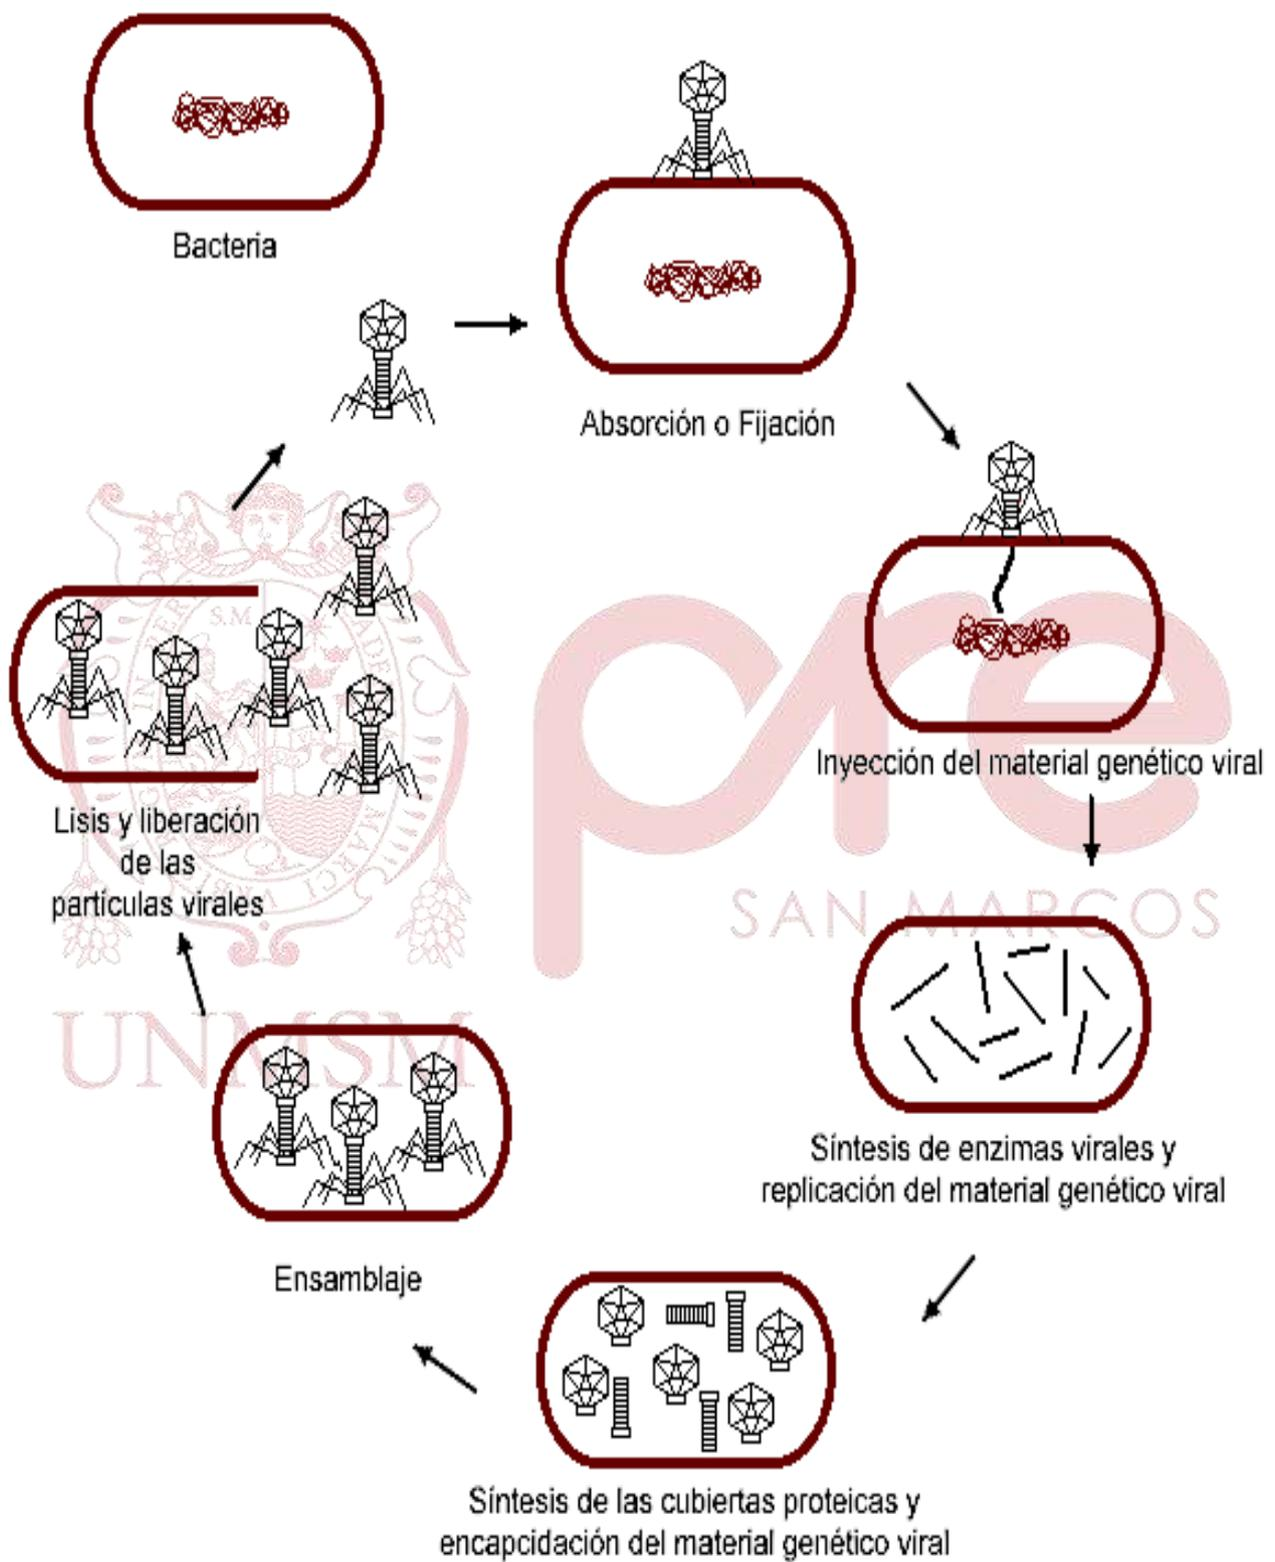 Bacteria
Absorción o Fijación
Inyección del material genético viral
Síntesis de enzimas virales y
replicación del material genético viral
Síntesis de las cubiertas proteicas y
encapcidación del material genético viral
Ensamblaje
Lisis y liberación
de las
partículas virales
pre
SAN MARCOS
UNMSM